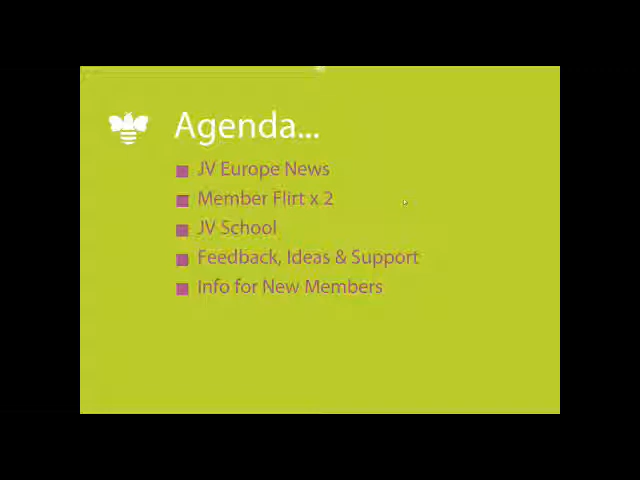 Agenda...
JV Europe News
Member Flirt x 2
JV School
Feedback, Ideas & Support
Info for New Members